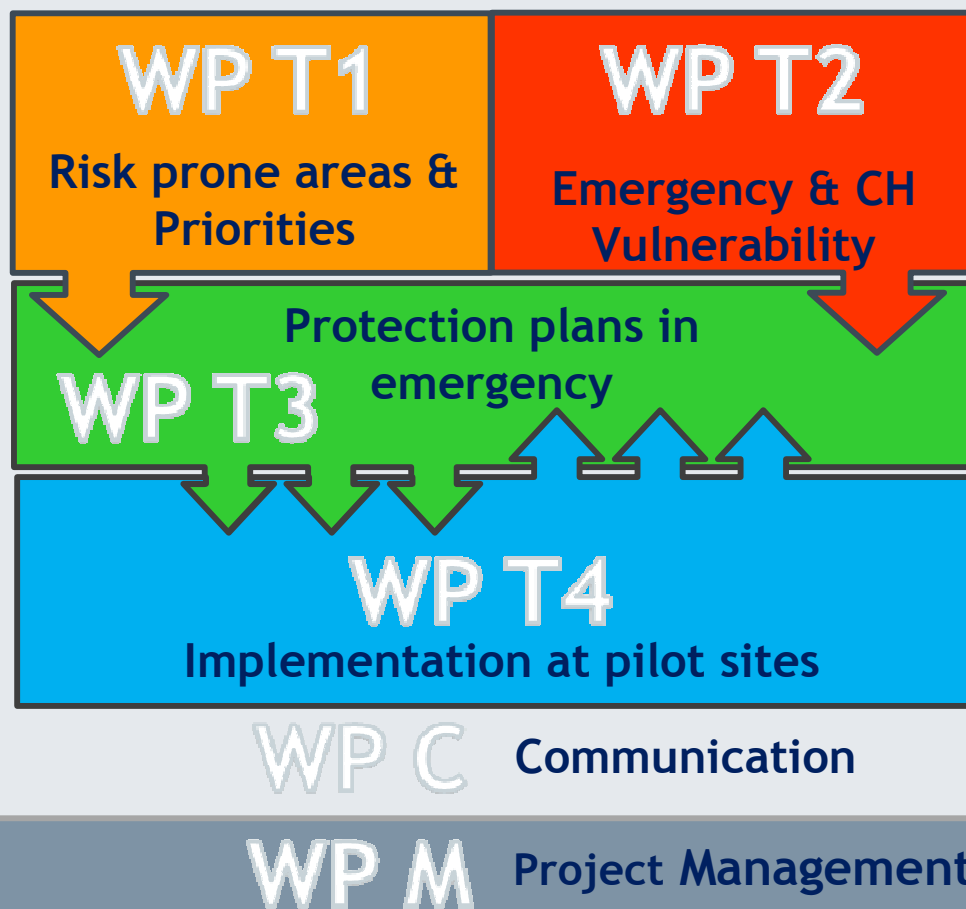 WP T1
Risk prone areas &
Priorities
WP T2
Emergency & CH
Vulnerability
Protection plans in
emergency
WP T3
WP T4
Implementation at pilot sites
WP C
Communication
WP M
Project Management